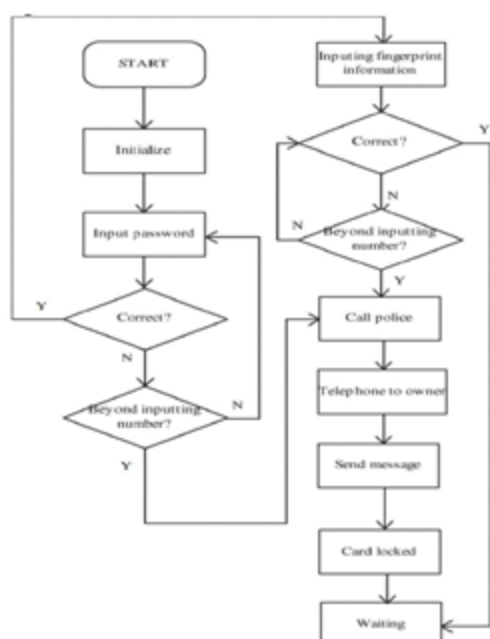 START
Initialize
Input password
Correct?
Y
N
Beyond inputting
number?
N
Y
Inputing fingerprint
information
Correct?
Y
N
Beyond inputting
number?
N
Y
Call police
Telephone to owner
Send message
Card locked
Waiting